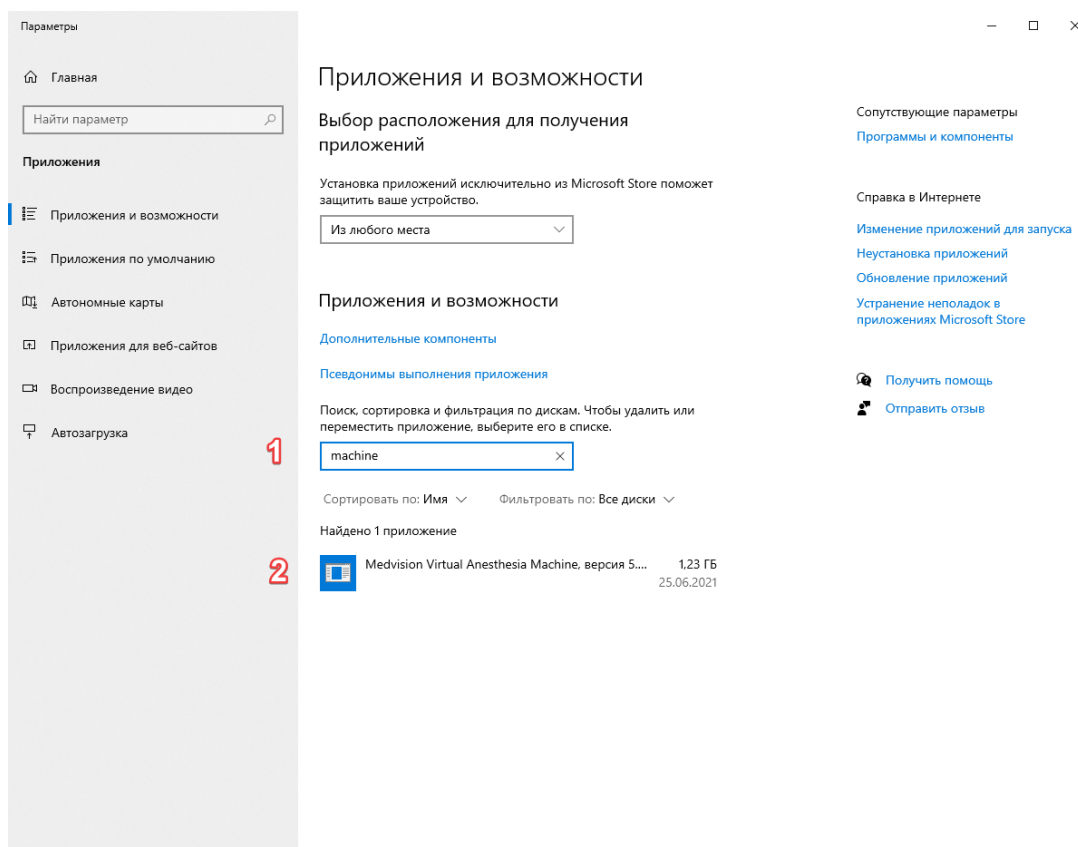 Параметры
Главная
Найти параметр
Приложения
Приложения и возможности
Приложения по умолчанию
Автономные карты
Приложения для веб-сайтов
Воспроизведение видео
Автозагрузка
Приложения и возможности
Выбор расположения для получения
приложений
Установка приложений исключительно из Microsoft Store поможет
защитить ваше устройство.
Из любого места
Приложения и возможности
Дополнительные компоненты
Псевдонимы выполнения приложения
Поиск, сортировка и фильтрация по дискам. Чтобы удалить или
переместить приложение, выберите его в списке.
1
machine
Сортировать по: Имя Фильтровать по: Все диски
Найдено 1 приложение
2
Medvision Virtual Anesthesia Machine, версия 5.... 1,23 ГБ
25.06.2021
Сопутствующие параметры
Программы и компоненты
Справка в Интернете
Изменение приложений для запуска
Неустановка приложений
Обновление приложений
Устранение неполадок в
приложениях Microsoft Store
Получить помощь
Отправить отзыв